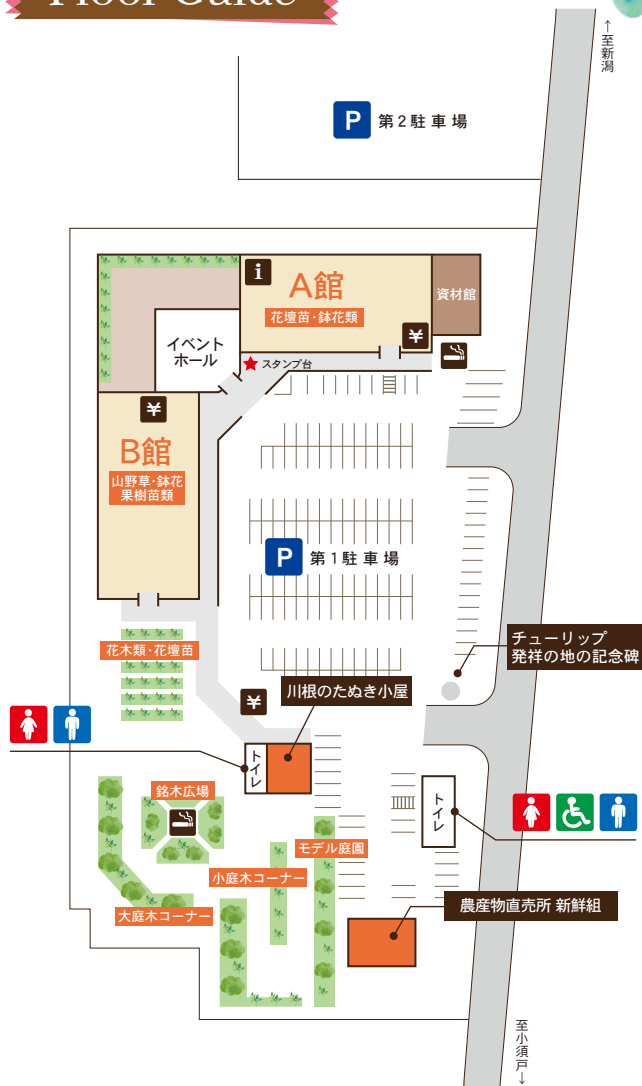 Floor Guide
↑至新潟
P 第2駐車場
i
A館
花壇苗・鉢花類
資材館
¥
イベント
ホール
★スタンプ台
¥
B館
山野草・鉢花
果樹苗類
P 第1駐車場
チューリップ
発祥の地の記念碑
花木類・花壇苗
川根のたぬき小屋
¥
トイレ
トイレ
銘木広場
モデル庭園
小庭木コーナー
大庭木コーナー
農産物直売所 新鮮組
至小須戸↓